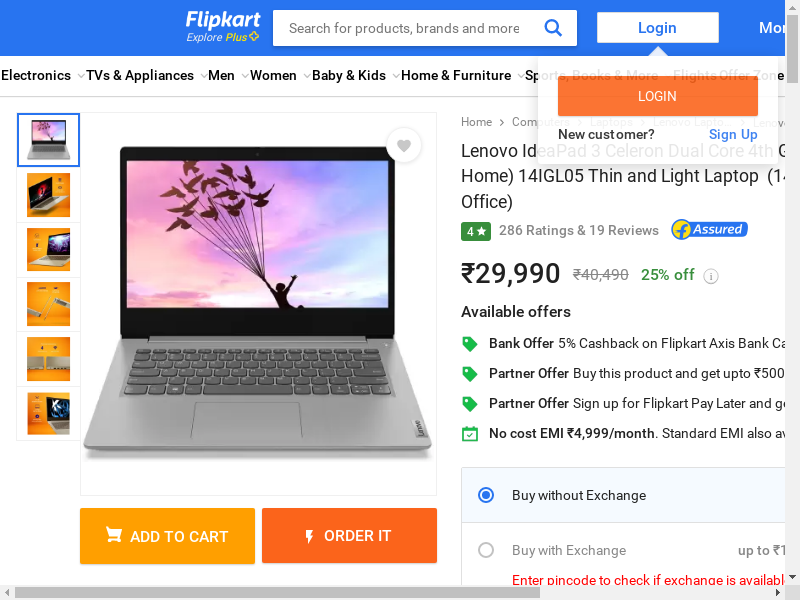 Flipkart
Explore Plus
Search for products, brands and more
Login
Electronics
TVs & Appliances
Men
Women
Baby & Kids
Home & Furniture
Sports, Books & More
Flights
Offer Zone
LOGIN
New customer? Sign Up
Home > Computers > Laptops > Lenovo Lapto...
Lenovo IdeaPad 3 Celeron Dual Core 4th G
Home) 14IGL05 Thin and Light Laptop (14
Office)
4 ★ 286 Ratings & 19 Reviews Assured
₹29,990 ₹40,490 25% off
Available offers
Bank Offer 5% Cashback on Flipkart Axis Bank Ca
Partner Offer Buy this product and get upto ₹500
Partner Offer Sign up for Flipkart Pay Later and ge
No cost EMI ₹4,999/month. Standard EMI also av
Buy without Exchange
Buy with Exchange up to ₹1
Enter pincode to check if exchange is availabl
Lenovo
ADD TO CART
ORDER IT